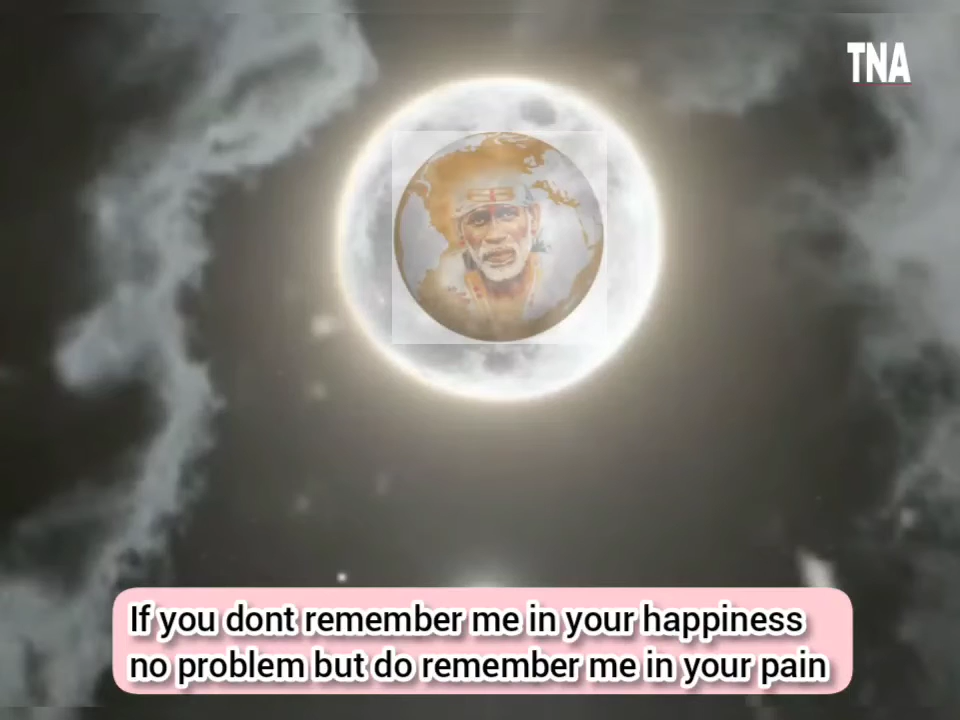 TNA
If you dont remember me in your happiness
no problem but do remember me in your pain